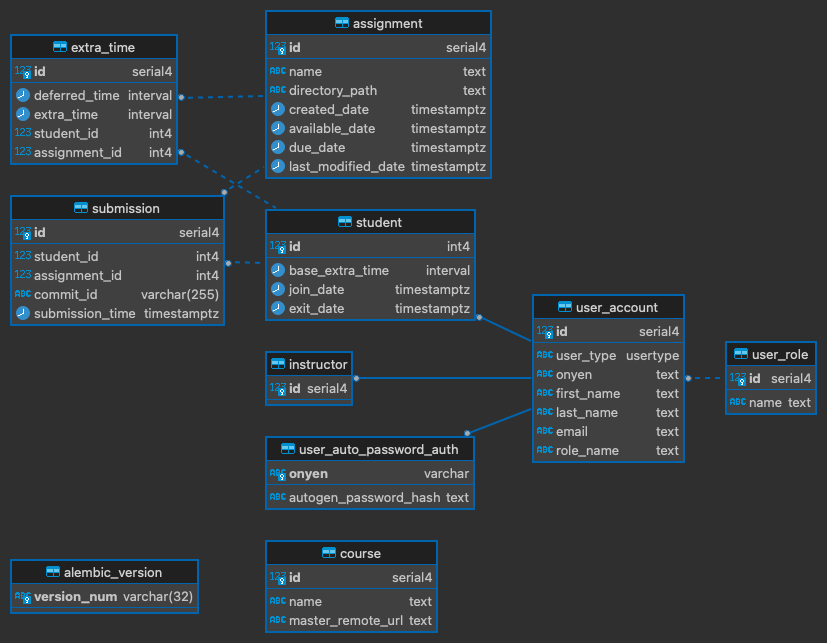 extra_time
id serial4
deferred_time interval
extra_time interval
student_id int4
assignment_id int4
assignment
id serial4
name text
directory_path text
created_date timestamptz
available_date timestamptz
due_date timestamptz
last_modified_date timestamptz
submission
id serial4
student_id int4
assignment_id int4
commit_id varchar(255)
submission_time timestamptz
student
id int4
base_extra_time interval
join_date timestamptz
exit_date timestamptz
instructor
id serial4
user_account
id serial4
user_type usertype
onyen text
first_name text
last_name text
email text
role_name text
user_role
id serial4
name text
user_auto_password_auth
onyen varchar
autogen_password_hash text
alembic_version
version_num varchar(32)
course
id serial4
name text
master_remote_url text